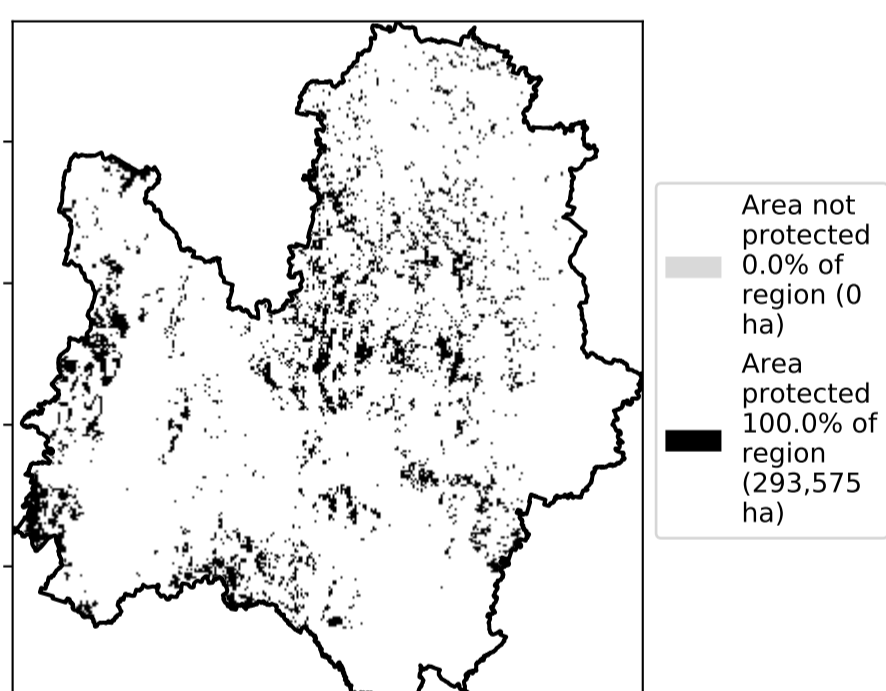 Area not
protected
0.0% of
region (0
ha)
Area
protected
100.0% of
region
(293,575
ha)